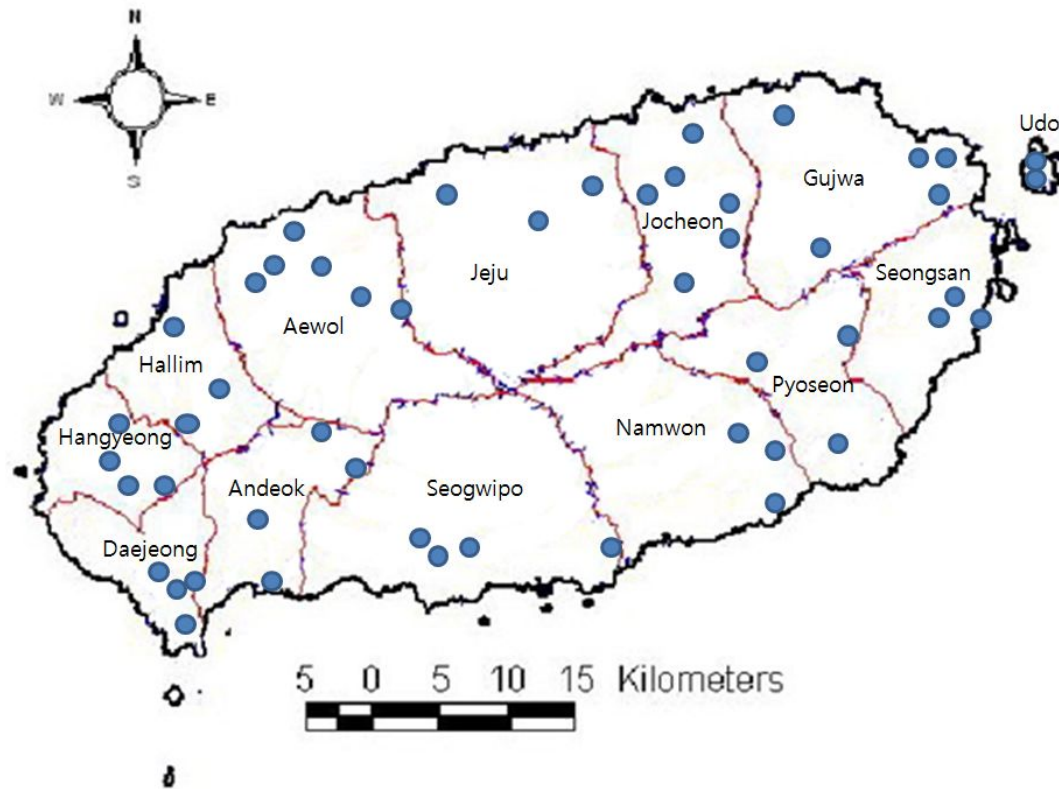 N
W E
S
Udo
Gujwa
Jocheon
Jeju
Seongsan
Aewol
Hallim
Pyoseon
Hangyeong
Namwon
Andeok
Seogwipo
Daejeong
5 0 5 10 15 Kilometers